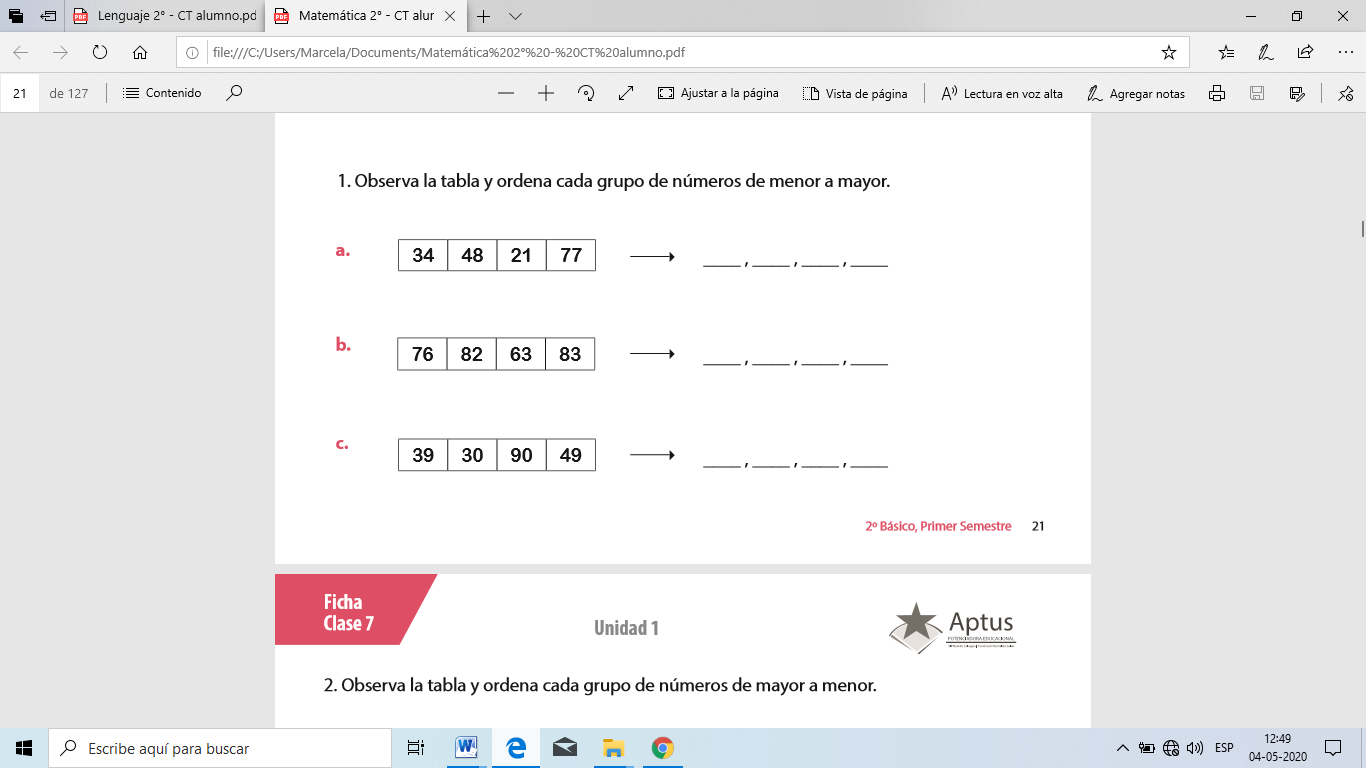 Lenguaje 2° - CT alumno.pd
Matemática 2° - CT alur
file:///C:/Users/Marcela/Documents/Matemática%202°%20-%20CT%20alumno.pdf
21 de 127 Contenido Ajustar a la página Vista de página Lectura en voz alta Agregar notas
1. Observa la tabla y ordena cada grupo de números de menor a mayor.
a. 34 48 21 77 ____ , ____ , ____ , ____
b. 76 82 63 83 ____ , ____ , ____ , ____
c. 39 30 90 49 ____ , ____ , ____ , ____
2º Básico, Primer Semestre 21
Ficha
Clase 7
Unidad 1
Aptus
POTENCIADORA EDUCACIONAL
2. Observa la tabla y ordena cada grupo de números de mayor a menor.
Escribe aquí para buscar
ESP
12:49
04-05-2020